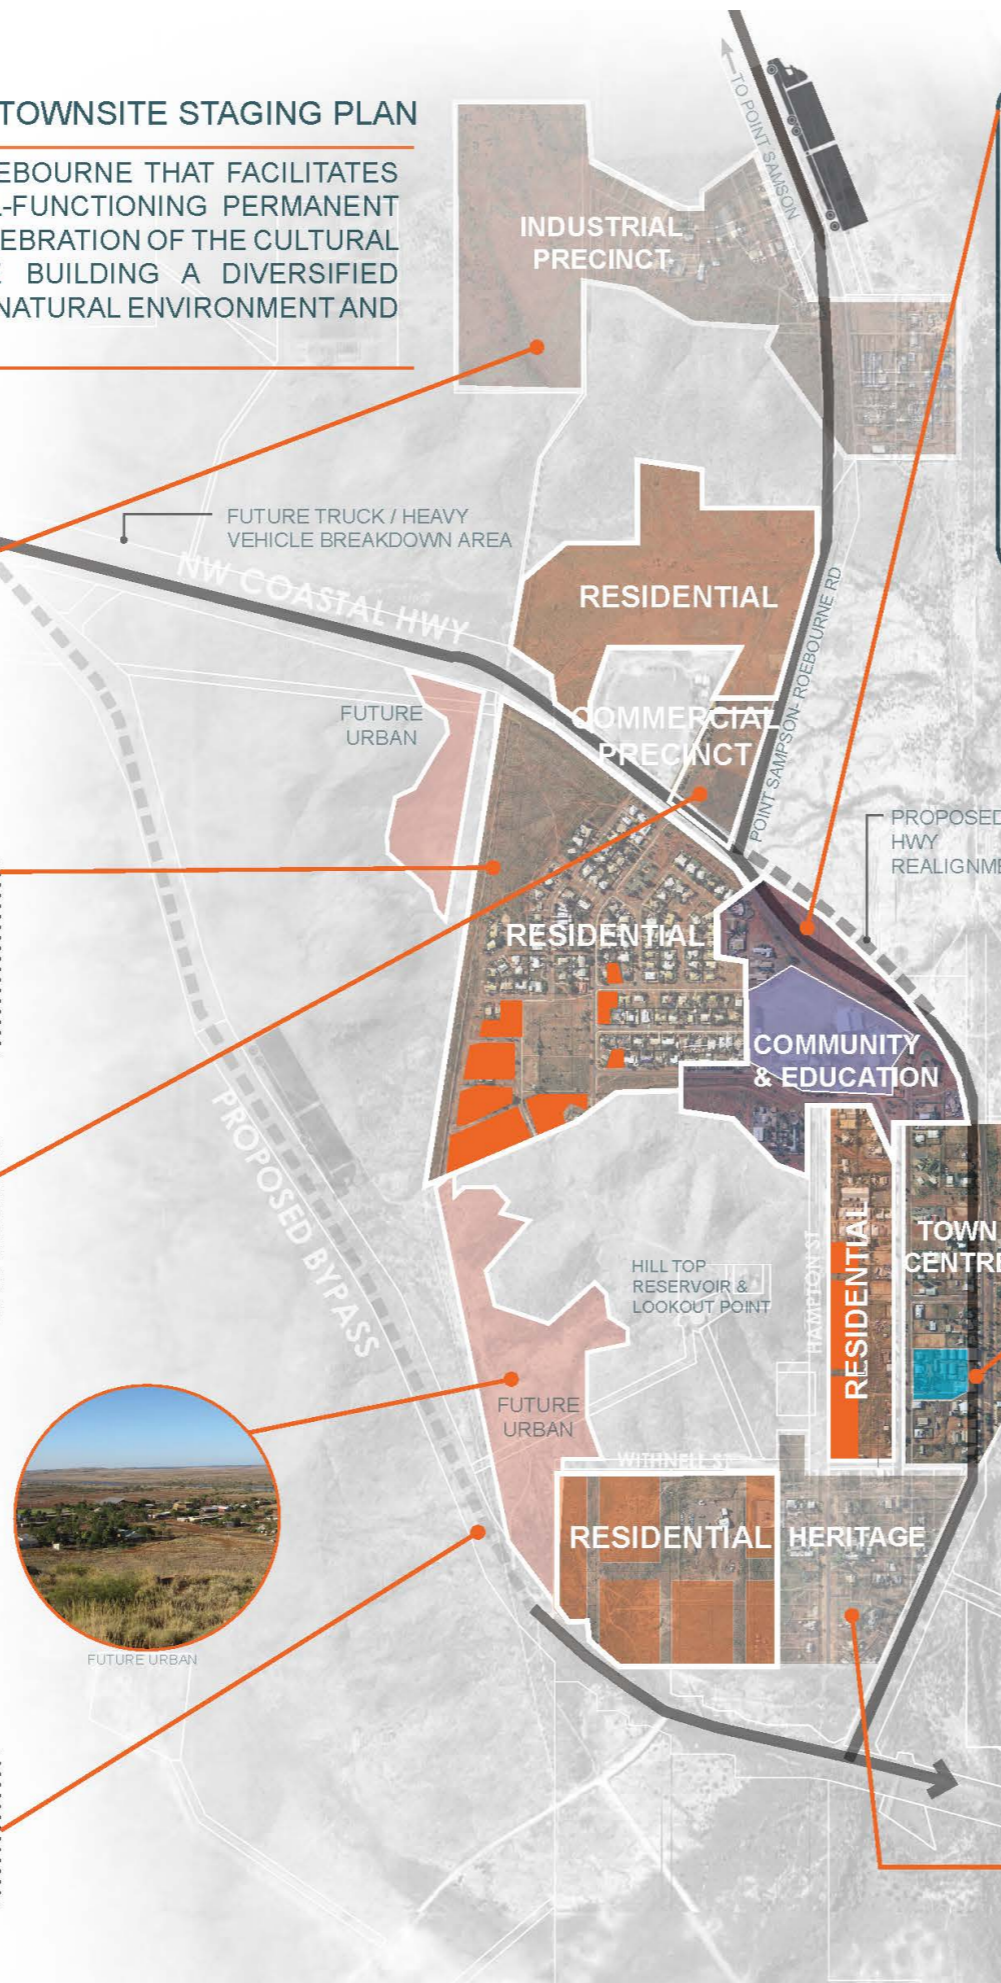 TOWNSITE STAGING PLAN
EBOURNE THAT FACILITATES
-FUNCTIONING PERMANENT
EBRATION OF THE CULTURAL
BUILDING A DIVERSIFIED
NATURAL ENVIRONMENT AND
TO POINT SAMSON
INDUSTRIAL
PRECINCT
FUTURE TRUCK / HEAVY
VEHICLE BREAKDOWN AREA
NW COASTAL HWY
RESIDENTIAL
POINT SAMPSON- ROEBOURNE RD
FUTURE
URBAN
COMMERCIAL
PRECINCT
PROPOSED
HWY
REALIGNME
RESIDENTIAL
COMMUNITY
& EDUCATION
PROPOSED BYPASS
HAMPTON ST
RESIDENTIAL
TOWN
CENTRE
HILL TOP
RESERVOIR &
LOOKOUT POINT
FUTURE
URBAN
WITHNELL ST
RESIDENTIAL
HERITAGE
FUTURE URBAN